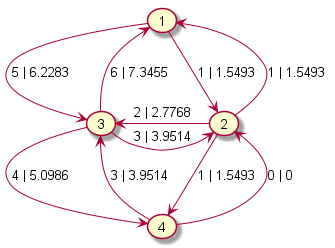 1
5 | 6.2283
6 | 7.3455
1 | 1.5493
1 | 1.5493
2 | 2.7768
3
2
3 | 3.9514
4 | 5.0986
3 | 3.9514
1 | 1.5493
0 | 0
4